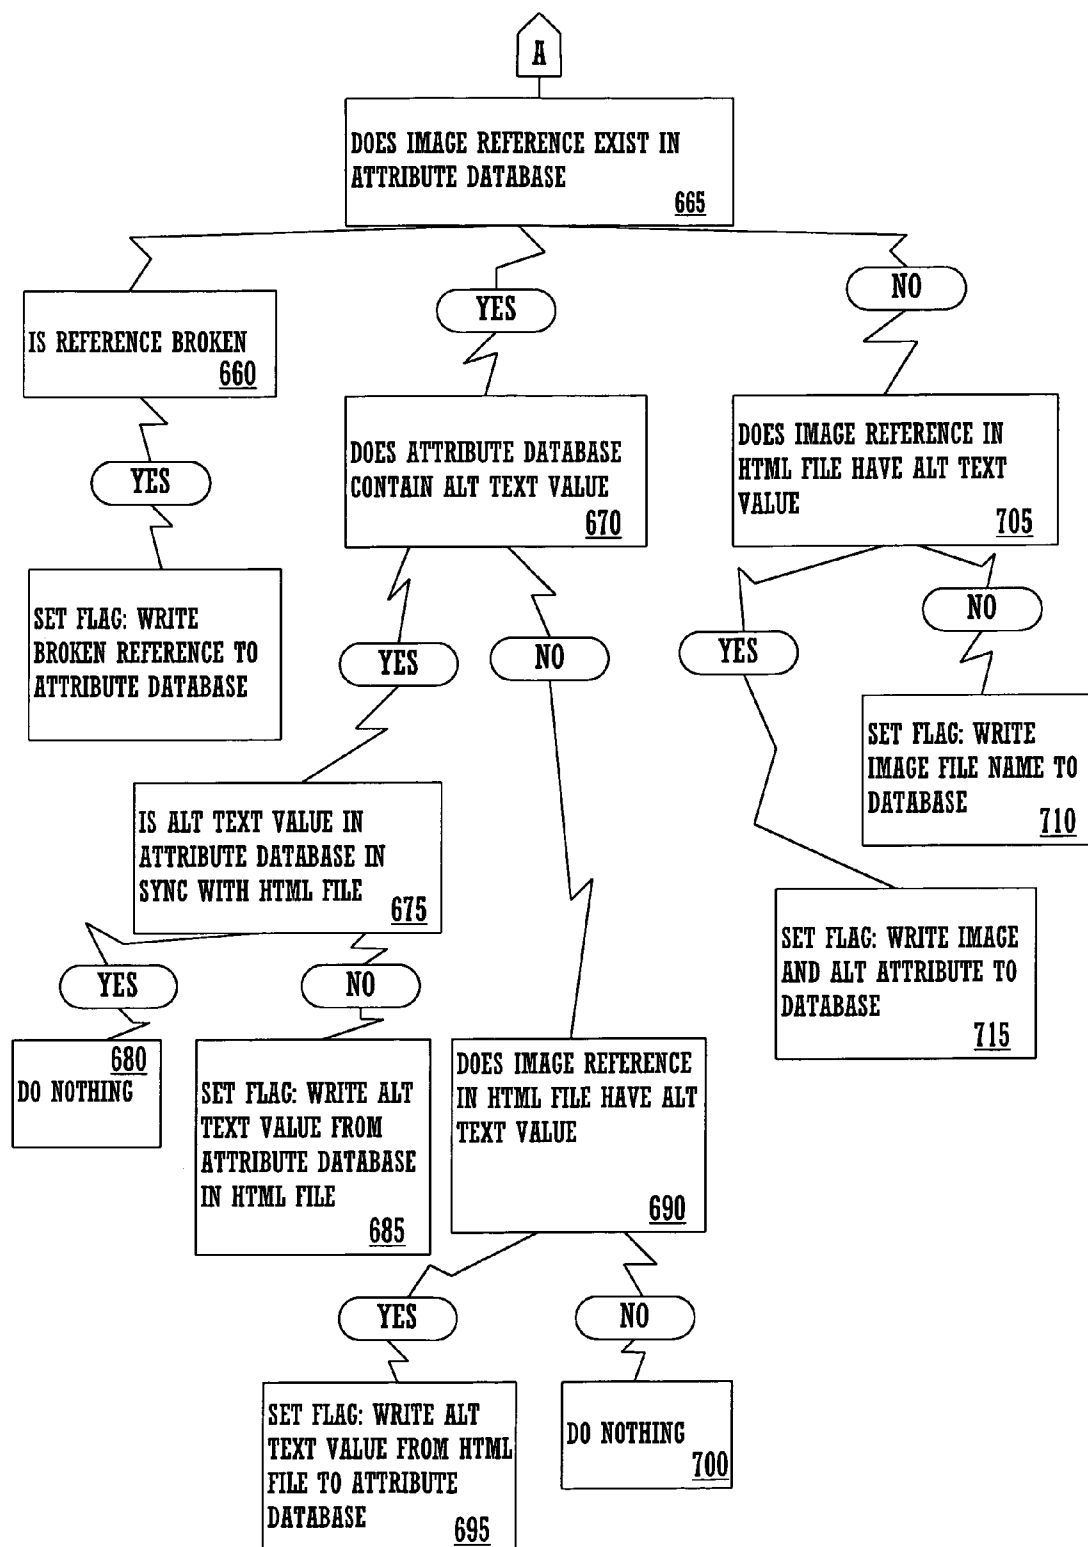 A
DOES IMAGE REFERENCE EXIST IN
ATTRIBUTE DATABASE
665
IS REFERENCE BROKEN
660
YES
SET FLAG: WRITE
BROKEN REFERENCE TO
ATTRIBUTE DATABASE
YES
DOES ATTRIBUTE DATABASE
CONTAIN ALT TEXT VALUE
670
NO
DOES IMAGE REFERENCE IN
HTML FILE HAVE ALT TEXT
VALUE
705
YES
NO
YES
NO
SET FLAG: WRITE
IMAGE FILE NAME TO
DATABASE
710
IS ALT TEXT VALUE IN
ATTRIBUTE DATABASE IN
SYNC WITH HTML FILE
675
SET FLAG: WRITE IMAGE
AND ALT ATTRIBUTE TO
DATABASE
715
YES
NO
680
DO NOTHING
SET FLAG: WRITE ALT
TEXT VALUE FROM
ATTRIBUTE DATABASE
IN HTML FILE
685
DOES IMAGE REFERENCE
IN HTML FILE HAVE ALT
TEXT VALUE
690
YES
NO
SET FLAG: WRITE ALT
TEXT VALUE FROM HTML
FILE TO ATTRIBUTE
DATABASE
695
DO NOTHING
700